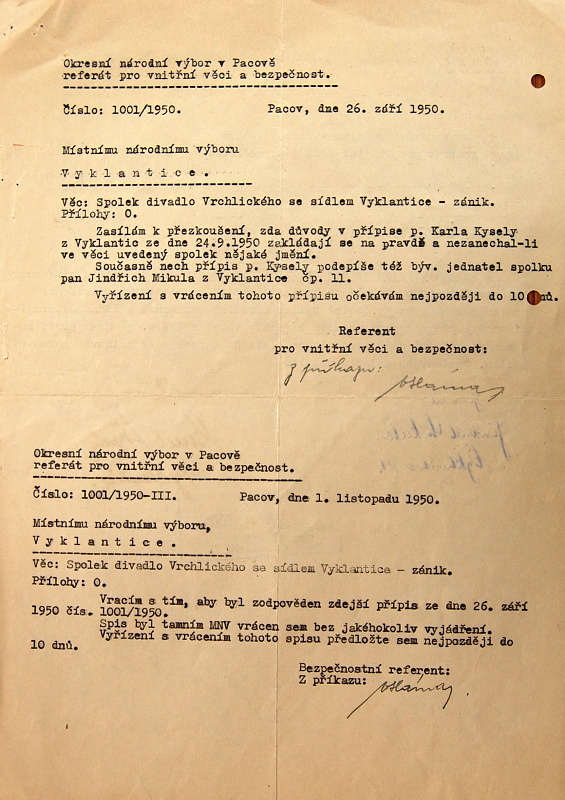 Okresní národní výbor v Pacově
referát pro vnitřní věci a bezpečnost.
Číslo: 1001/1950. Pacov, dne 26. září 1950.
Místnímu národnímu výboru
Vyklantice.
Věc: Spolek divadlo Vrchlického se sídlem Vyklantice - zánik.
Přílohy: 0.
Zasílám k přezkoušení, zda důvody v přípise p. Karla Kysely
z Vyklantic ze dne 24.9.1950 zakládají se na pravdě a nezanechal-li
ve věci uvedený spolek nějaké jmění.
Současně nech přípis p. Kysely podepíše též býv. jednatel spolku
pan Jindřich Mikula z Vyklantice čp. 11.
Vyřízení s vrácením tohoto přípisu očekávám nejpozději do 10 dnů.
Referent
pro vnitřní věci a bezpečnost:
Z příkazu:
Okresní národní výbor v Pacově
referát pro vnitřní věci a bezpečnost.
Číslo: 1001/1950-III. Pacov, dne 1. listopadu 1950.
Místnímu národnímu výboru,
Vyklantice.
Věc: Spolek divadlo Vrchlického se sídlem Vyklantice - zánik.
Přílohy: 0.
Vracím s tím, aby byl zodpověden zdejší přípis ze dne 26. září
1950 čís. 1001/1950.
Spis byl tamním MNV vrácen sem bez jakéhokoliv vyjádření.
Vyřízení s vrácením tohoto spisu předložte sem nejpozději do
10 dnů.
Bezpečnostní referent:
Z příkazu: